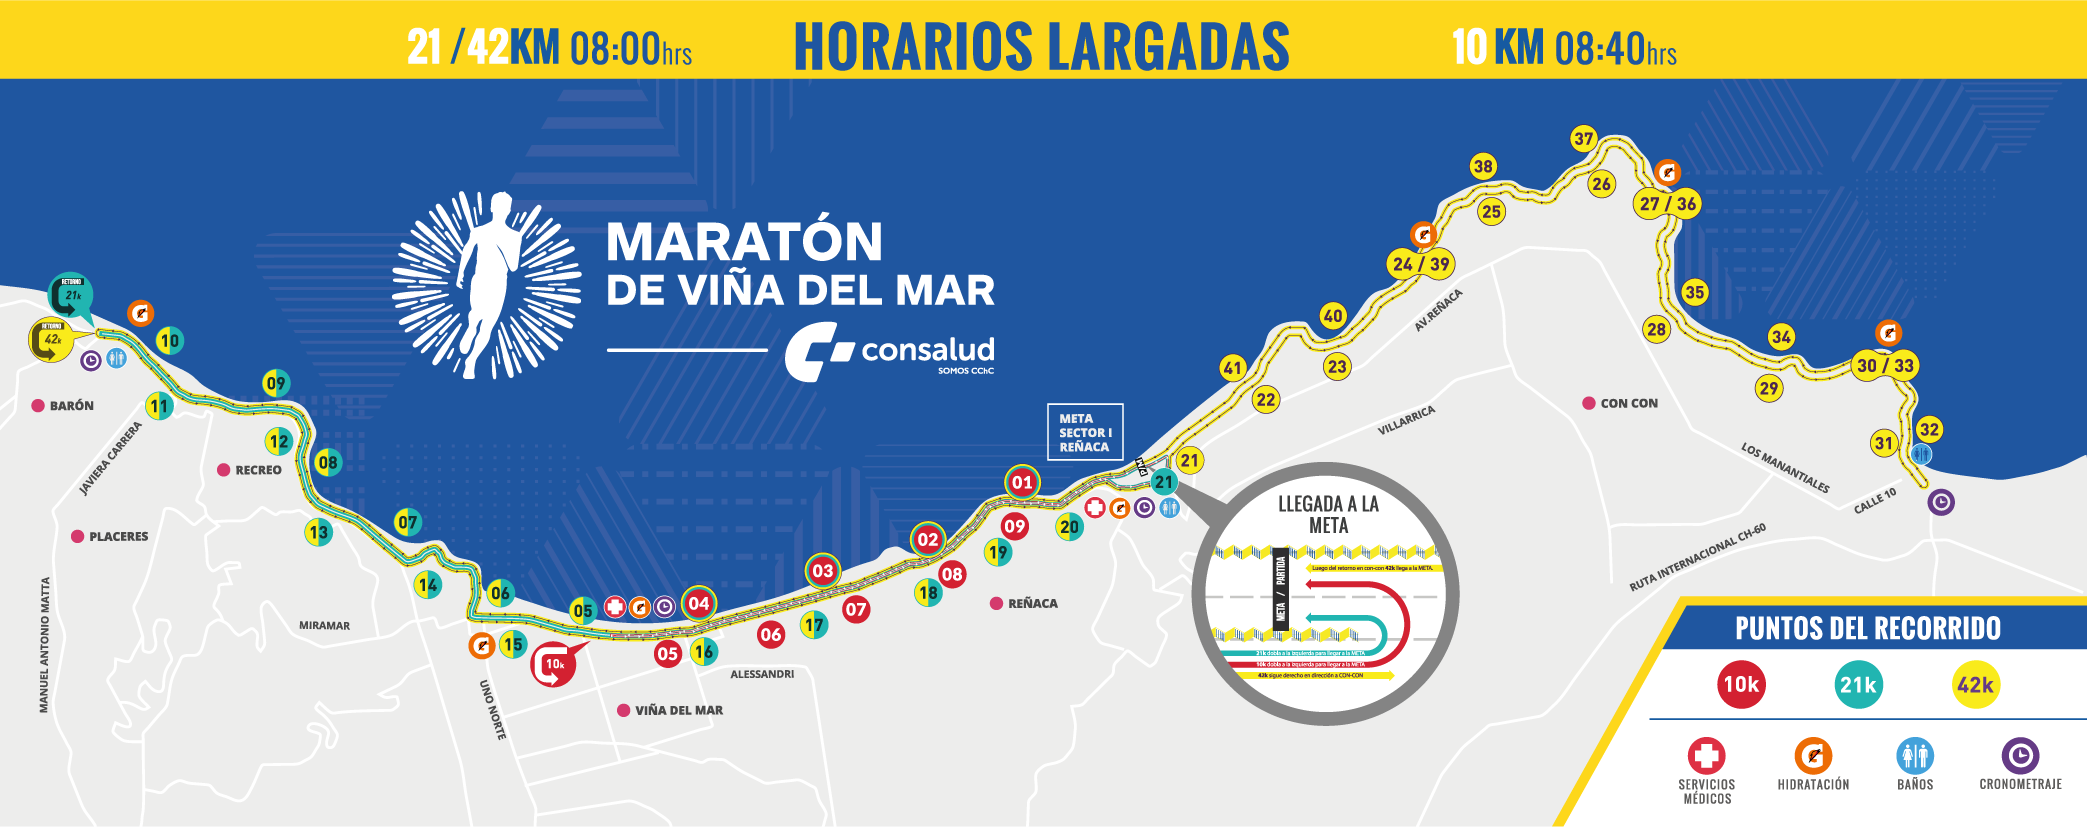 21 /42KM 08:00hrs
HORARIOS LARGADAS
10 KM 08:40hrs
MARATÓN
DE VIÑA DEL MAR
consalud
SOMOS CChC
RETORNO
21k
RETORNO
42k
10
11
09
12
08
13
07
14
06
15
05
10k
04
05
16
06
03
17
07
02
08
18
01
09
19
20
21
21
META
SECTOR I
REÑACA
41
22
40
23
24 / 39
38
25
37
26
27 / 36
35
28
34
29
30 / 33
31
32
BARÓN
JAVIERA CARRERA
RECREO
PLACERES
MANUEL ANTONIO MATTA
MIRAMAR
UNO NORTE
VIÑA DEL MAR
ALESSANDRI
REÑACA
AV.REÑACA
VILLARRICA
CON CON
LOS MANANTIALES
CALLE 10
RUTA INTERNACIONAL CH-60
LLEGADA A LA
META
META / PARTIDA
Luego del retorno en con-con 42k llega a la META.
21k dobla a la izquierda para llegar a la META
10k dobla a la izquierda para llegar a la META
42k sigue derecho en dirección a CON-CON
PUNTOS DEL RECORRIDO
10k
21k
42k
SERVICIOS
MÉDICOS
HIDRATACIÓN
BAÑOS
CRONOMETRAJE